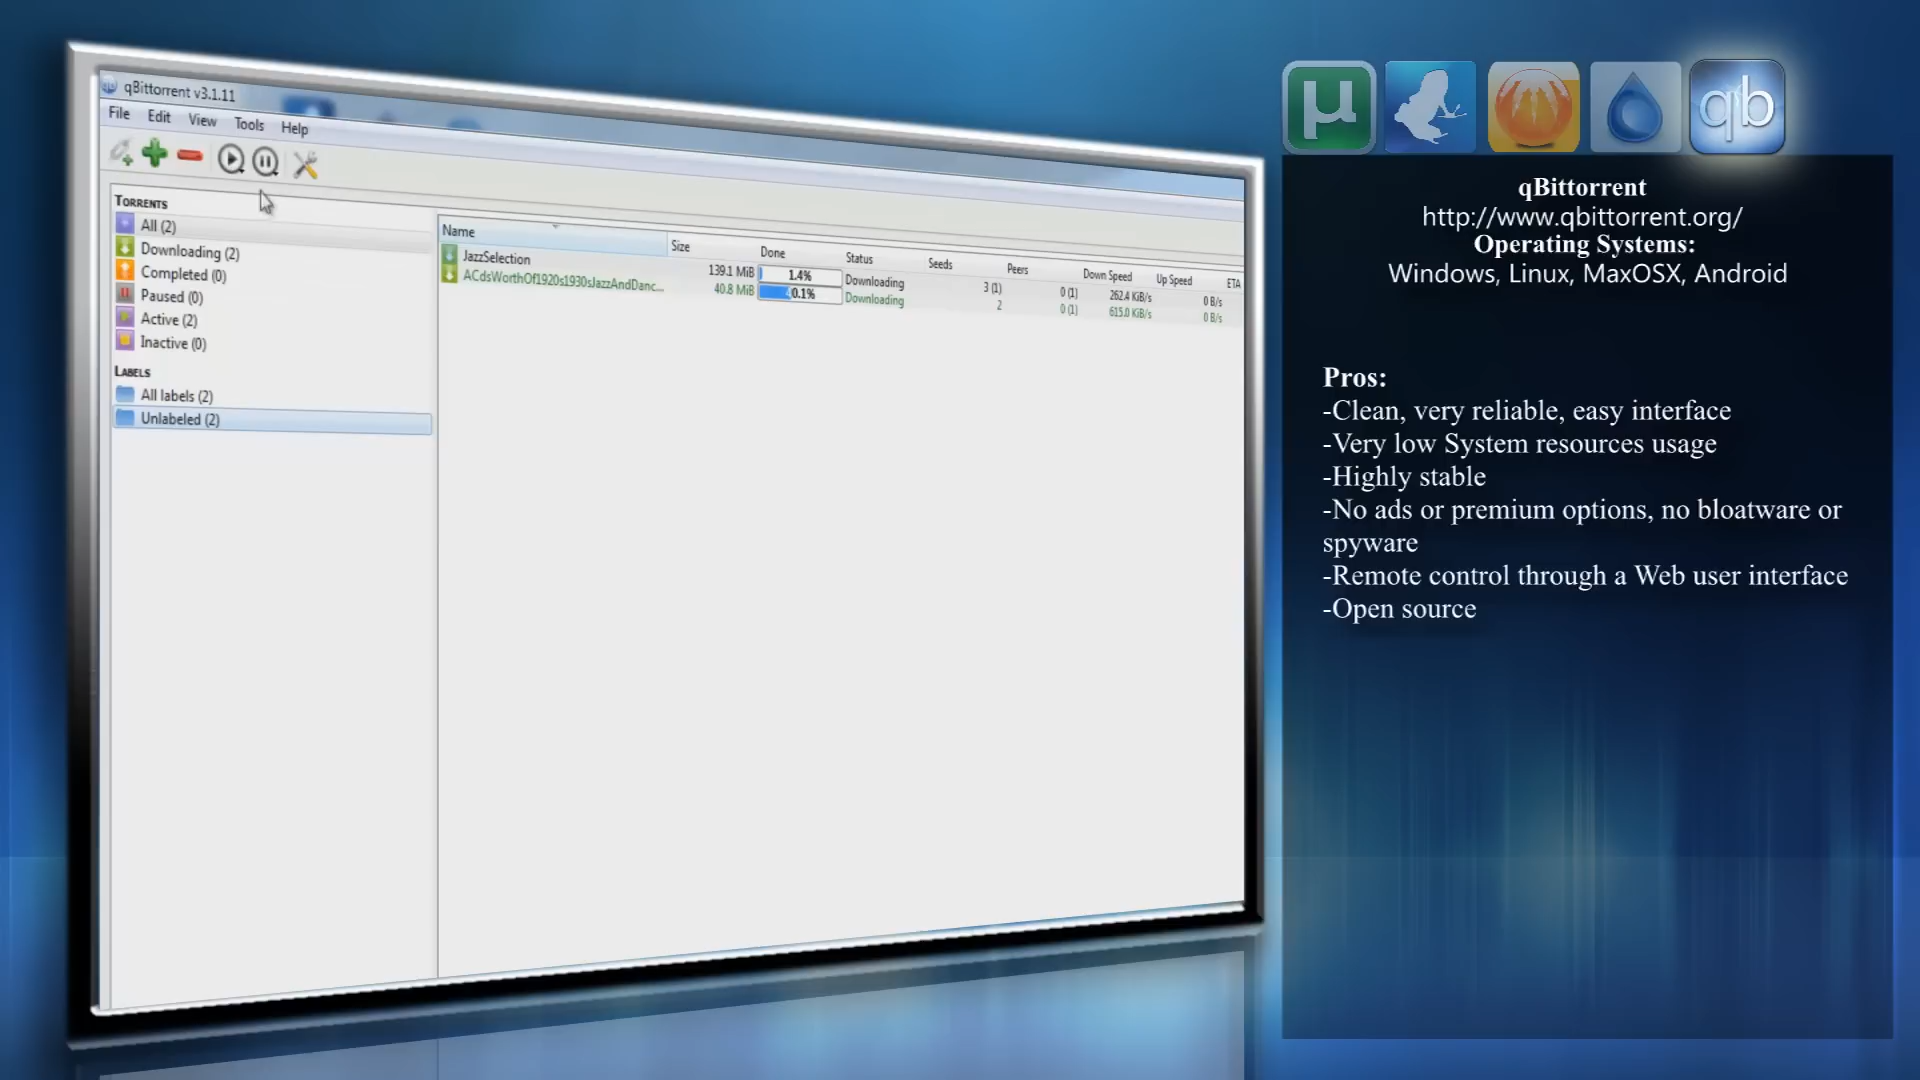 qBittorrent v3.1.11
File Edit View Tools Help
TORRENTS
All (2)
Downloading (2)
Completed (0)
Paused (0)
Active (2)
Inactive (0)
LABELS
All labels (2)
Unlabeled (2)
Name Size Done Status Seeds Peers Down Speed Up Speed ETA
JazzSelection 139.1 MiB 1.4% Downloading 3 (1) 0 (1) 262.4 KiB/s 0 B/s
ACdsWorthOf1920s1930sJazzAndDanc... 40.8 MiB 0.1% Downloading 2 0 (1) 615.0 KiB/s 0 B/s
µ
qb
qBittorrent
http://www.qbittorrent.org/
Operating Systems:
Windows, Linux, MaxOSX, Android
Pros:
-Clean, very reliable, easy interface
-Very low System resources usage
-Highly stable
-No ads or premium options, no bloatware or
spyware
-Remote control through a Web user interface
-Open source